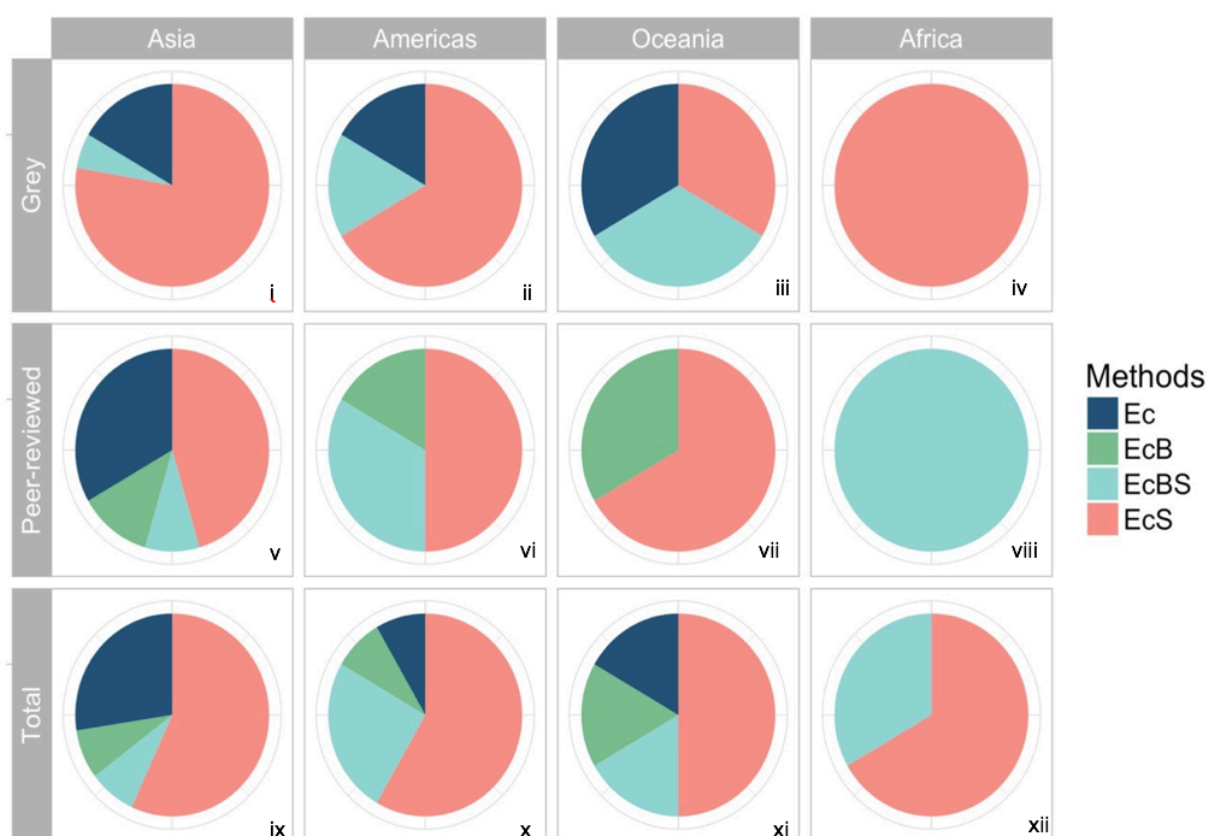 Asia Americas Oceania Africa
Grey
i ii iii iv
Peer-reviewed
v vi vii viii
Total
ix x xi xii
Methods
Ec
EcB
EcBS
EcS